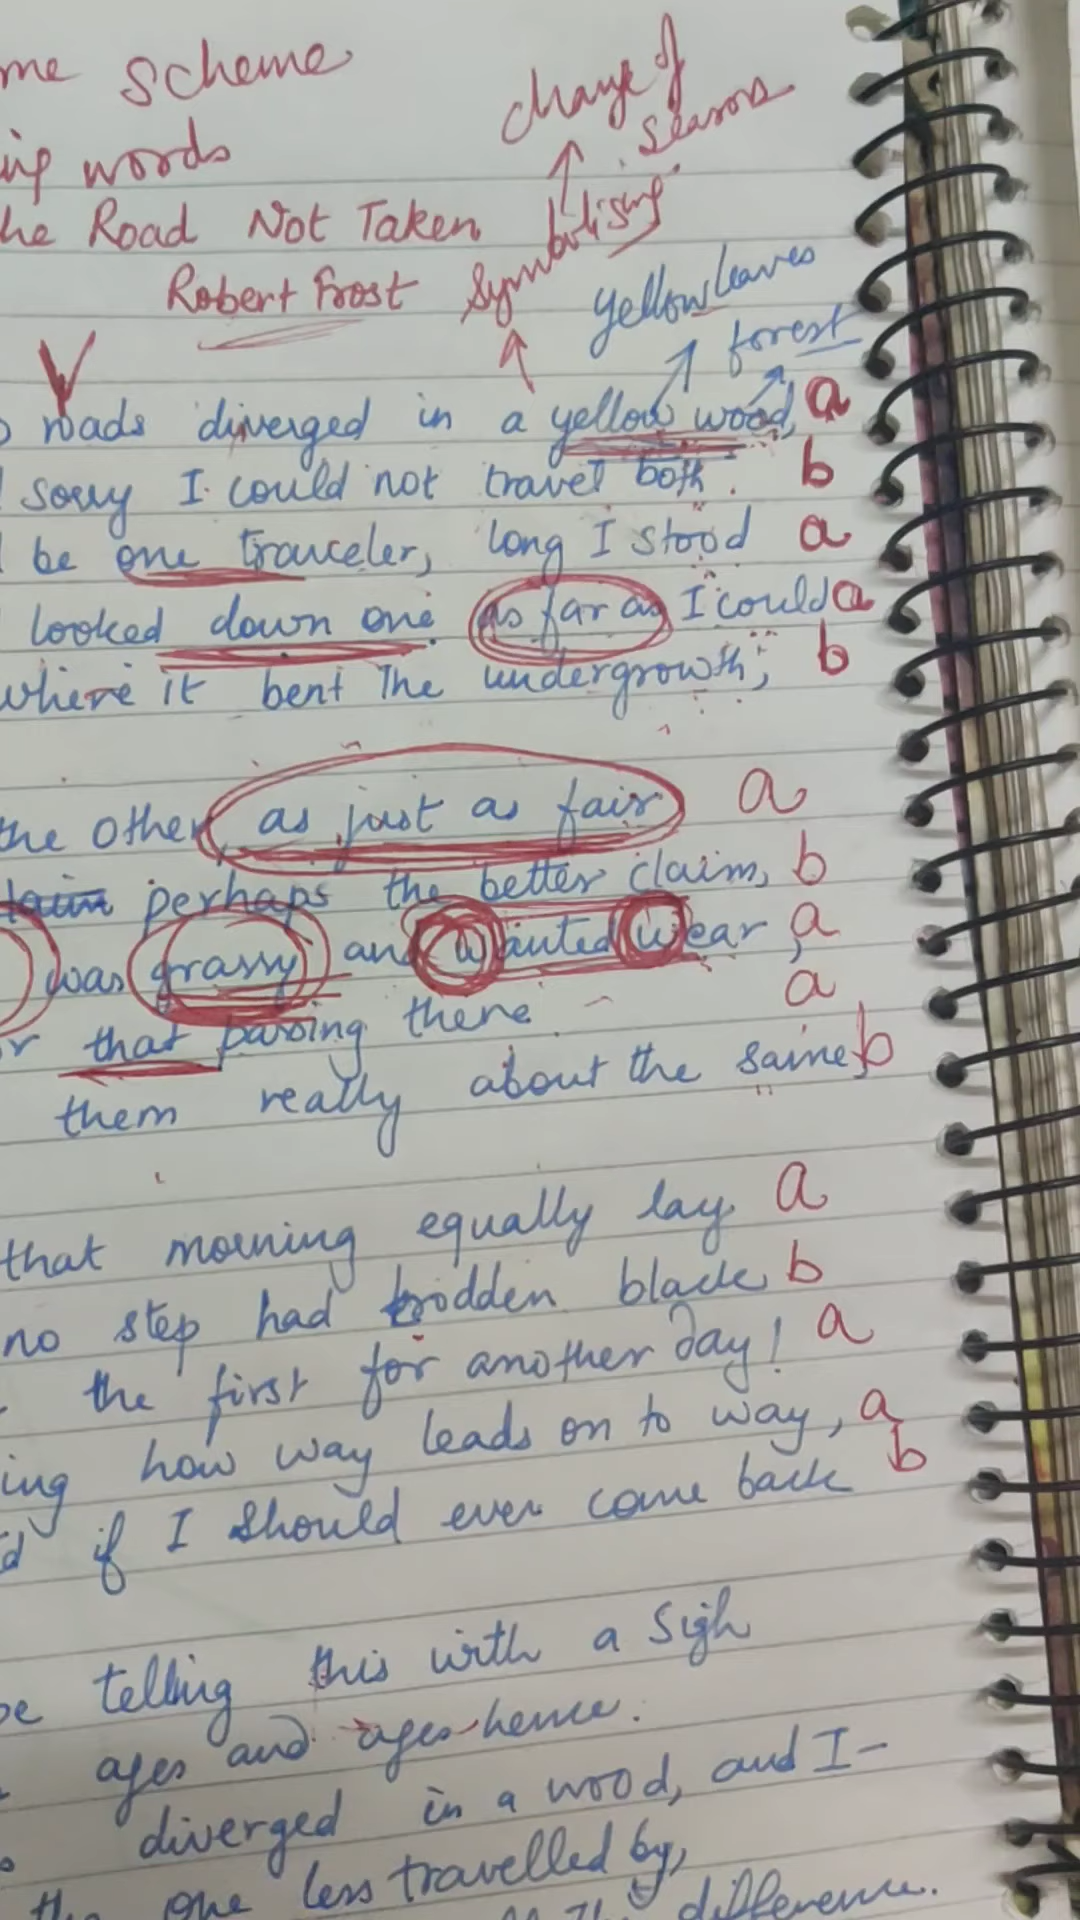 me Scheme
ing words
change of
seasons
he Road Not Taken
Symbolising
Robert Frost
yellow leaves
forest
roads diverged in a yellow wood, a
sorry I could not travel both. b
be one traveler, long I stood a
looked down one as far as I could a
where it bent The undergrowth; b
the other, as just as fair a
laim perhaps the better claim, b
was grassy and wanted wear, a
r that passing there a
them really about the same, b
that morning equally lay a
no step had trodden black b
the first for another day! a
ing how way leads on to way, a
d if I should ever come back b
be telling this with a Sigh
ages and ages hence.
diverged in a wood, and I-
the one less travelled by,
difference.